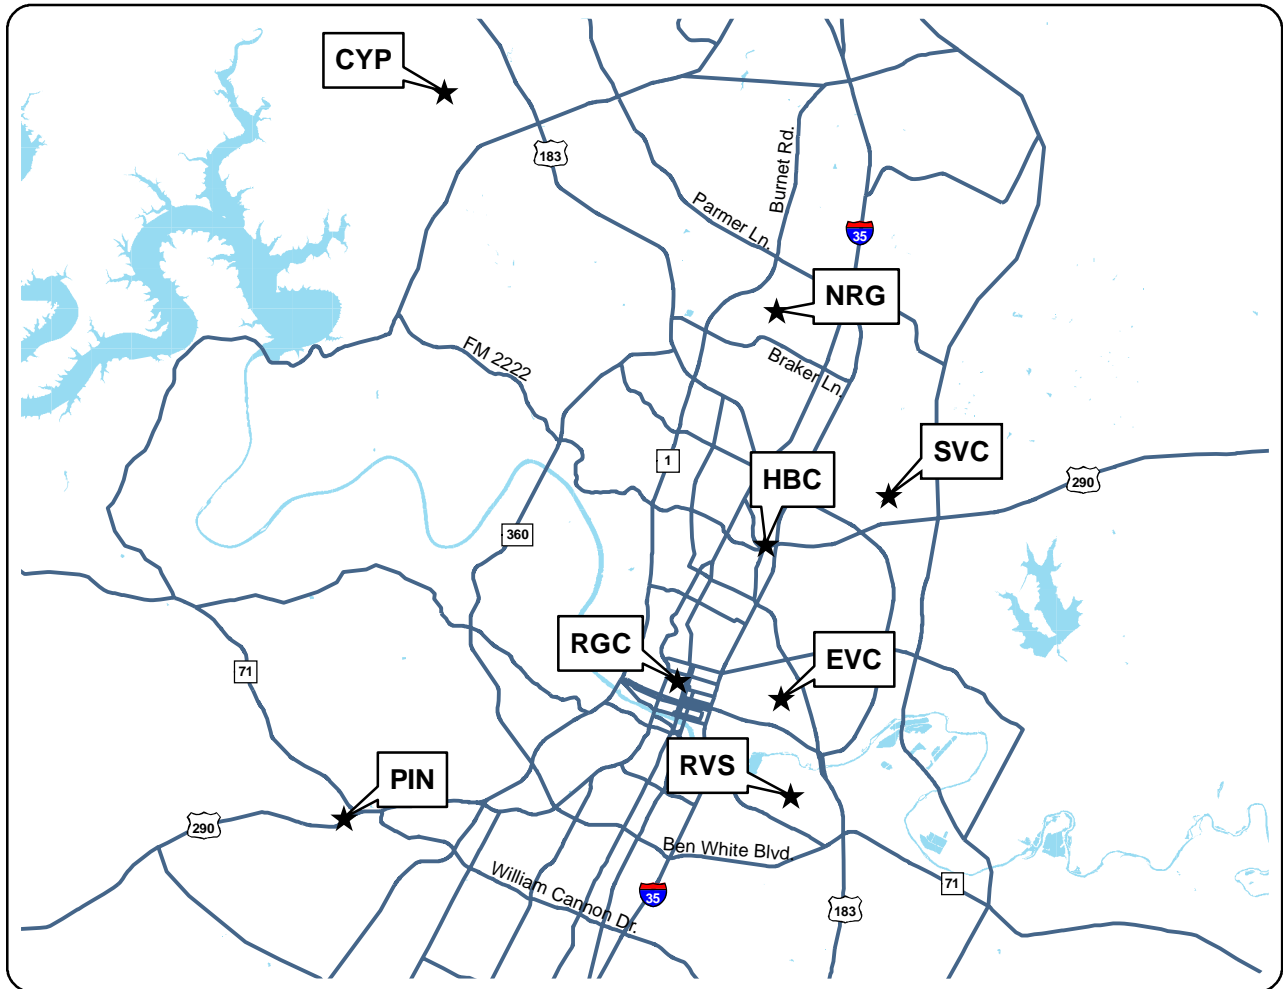 CYP
183
Burnet Rd.
Parmer Ln.
35
NRG
FM 2222
Braker Ln.
SVC
1
HBC
290
360
RGC
EVC
71
RVS
PIN
290
Ben White Blvd.
William Cannon Dr.
35
71
183